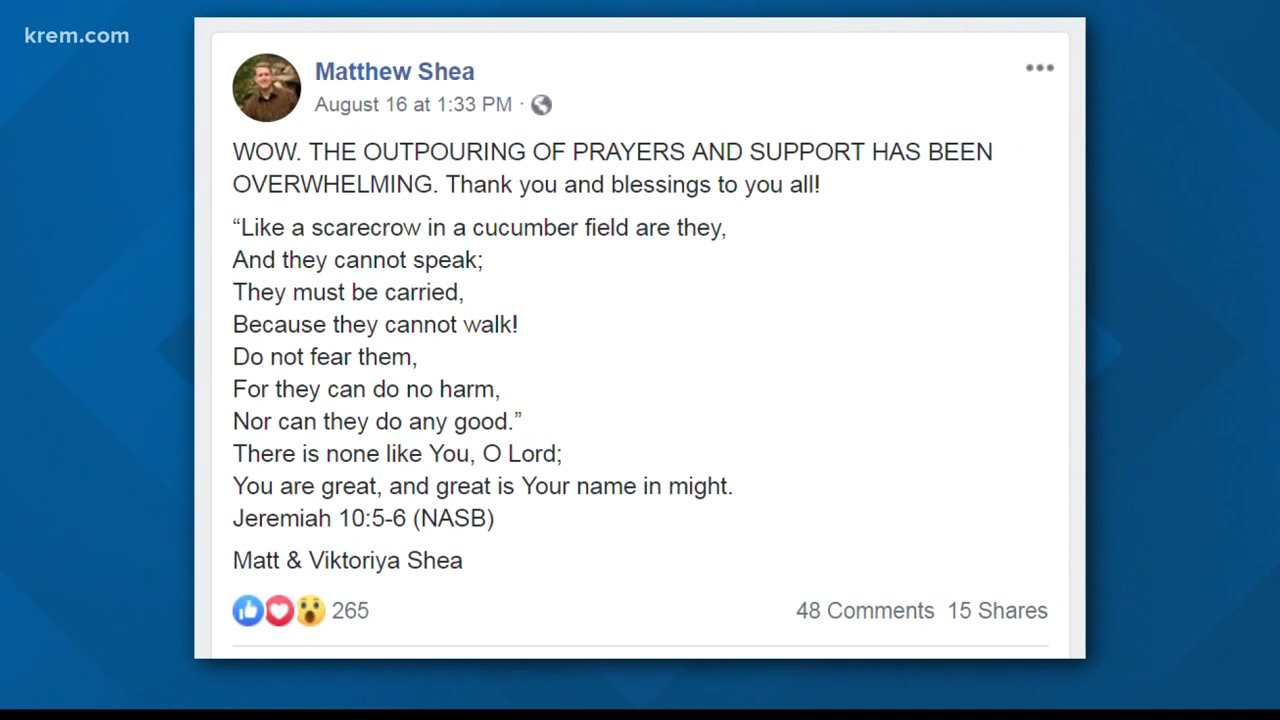 krem.com
Matthew Shea
August 16 at 1:33 PM ·
WOW. THE OUTPOURING OF PRAYERS AND SUPPORT HAS BEEN
OVERWHELMING. Thank you and blessings to you all!
“Like a scarecrow in a cucumber field are they,
And they cannot speak;
They must be carried,
Because they cannot walk!
Do not fear them,
For they can do no harm,
Nor can they do any good.”
There is none like You, O Lord;
You are great, and great is Your name in might.
Jeremiah 10:5-6 (NASB)
Matt & Viktoriya Shea
265 48 Comments 15 Shares